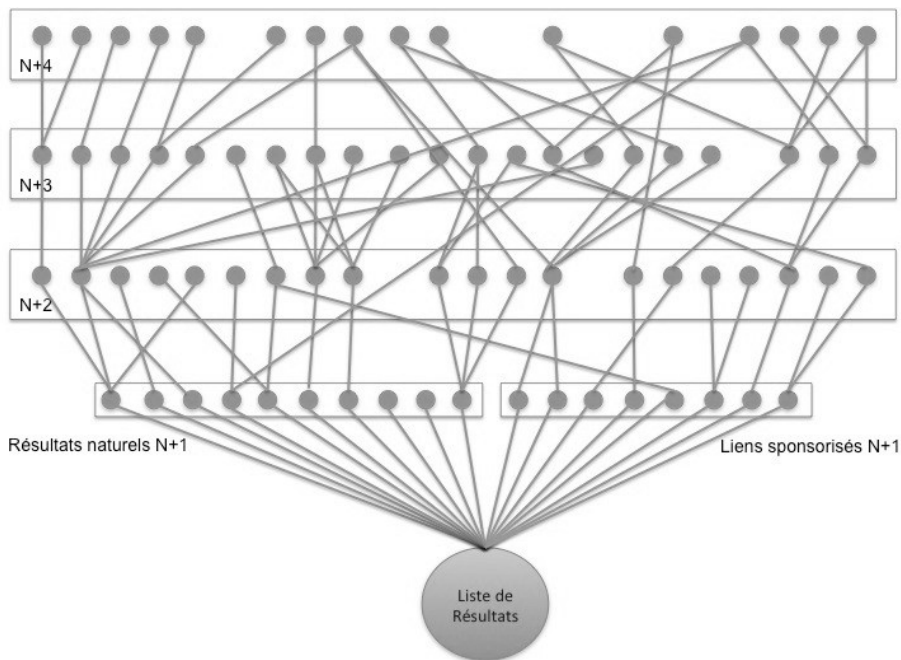 N+4
N+3
N+2
Résultats naturels N+1
Liens sponsorisés N+1
Liste de
Résultats